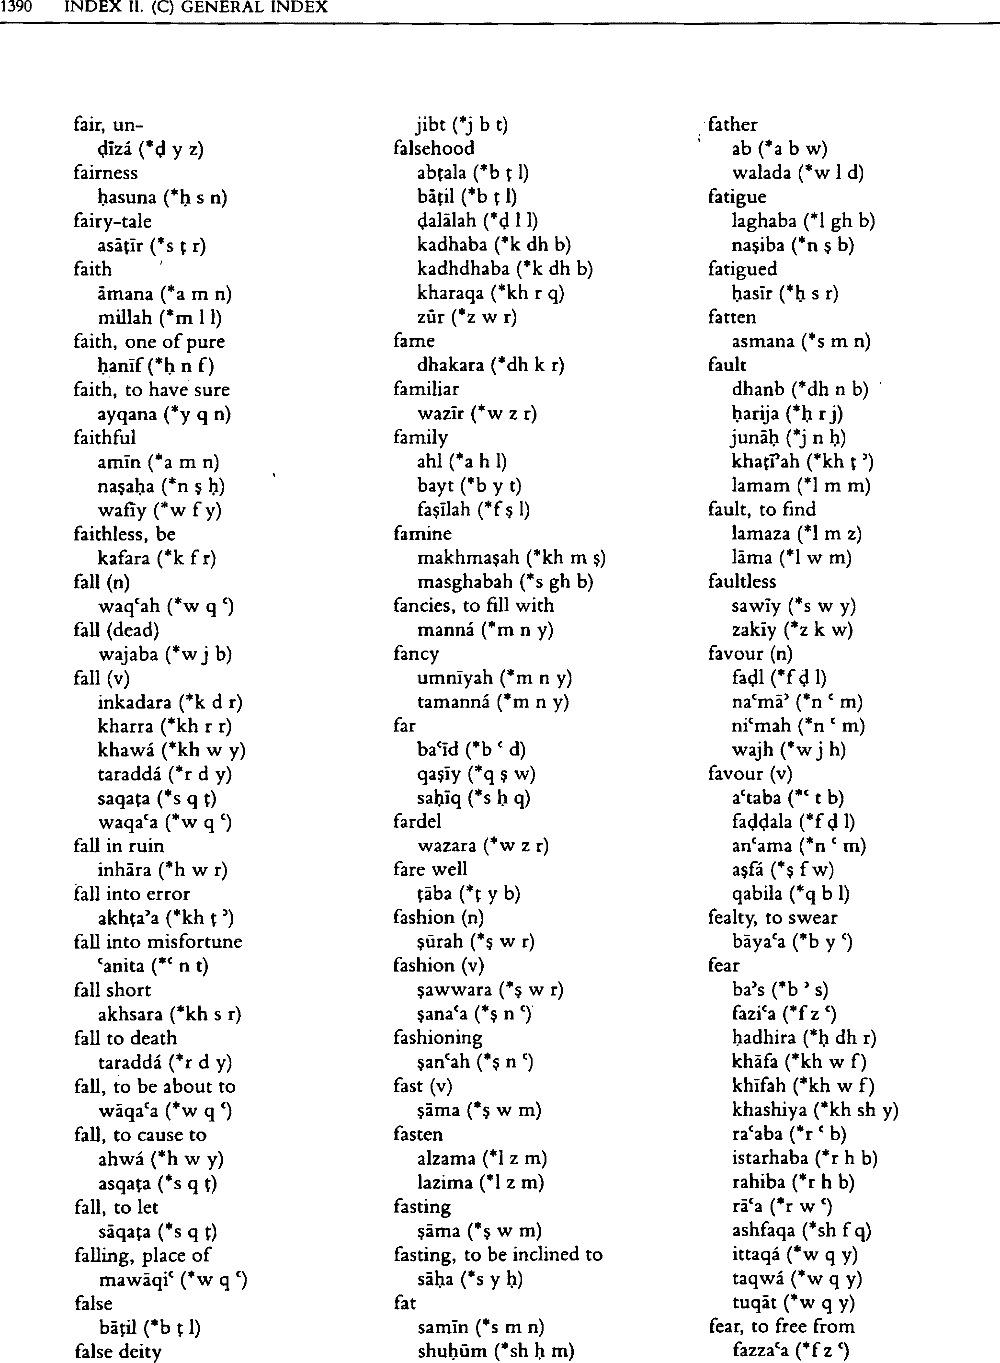 1390 INDEX II. (C) GENERAL INDEX
fair, un-
ḍīzá (*ḍ y z)
fairness
ḥasuna (*ḥ s n)
fairy-tale
asāṭīr (*s ṭ r)
faith
āmana (*a m n)
millah (*m l l)
faith, one of pure
ḥanīf (*ḥ n f)
faith, to have sure
ayqana (*y q n)
faithful
amīn (*a m n)
naṣaḥa (*n ṣ ḥ)
wafīy (*w f y)
faithless, be
kafara (*k f r)
fall (n)
waqʿah (*w q ʿ)
fall (dead)
wajaba (*w j b)
fall (v)
inkadara (*k d r)
kharra (*kh r r)
khawá (*kh w y)
taraddá (*r d y)
saqaṭa (*s q ṭ)
waqaʿa (*w q ʿ)
fall in ruin
inhāra (*h w r)
fall into error
akhṭaʾa (*kh ṭ ʾ)
fall into misfortune
ʿanita (*ʿ n t)
fall short
akhsara (*kh s r)
fall to death
taraddá (*r d y)
fall, to be about to
wāqaʿa (*w q ʿ)
fall, to cause to
ahwá (*h w y)
asqaṭa (*s q ṭ)
fall, to let
sāqaṭa (*s q ṭ)
falling, place of
mawāqiʿ (*w q ʿ)
false
bāṭil (*b ṭ l)
false deity
jibt (*j b t)
falsehood
abṭala (*b ṭ l)
bāṭil (*b ṭ l)
ḍalālah (*ḍ l l)
kadhaba (*k dh b)
kadhdhaba (*k dh b)
kharaqa (*kh r q)
zūr (*z w r)
fame
dhakara (*dh k r)
familiar
wazīr (*w z r)
family
ahl (*a h l)
bayt (*b y t)
faṣīlah (*f ṣ l)
famine
makhmaṣah (*kh m ṣ)
masghabah (*s gh b)
fancies, to fill with
manná (*m n y)
fancy
umnīyah (*m n y)
tamanná (*m n y)
far
baʿīd (*b ʿ d)
qaṣīy (*q ṣ w)
saḥīq (*s ḥ q)
fardel
wazara (*w z r)
fare well
ṭāba (*ṭ y b)
fashion (n)
ṣūrah (*ṣ w r)
fashion (v)
ṣawwara (*ṣ w r)
ṣanaʿa (*ṣ n ʿ)
fashioning
ṣanʿah (*ṣ n ʿ)
fast (v)
ṣāma (*ṣ w m)
fasten
alzama (*l z m)
lazima (*l z m)
fasting
ṣāma (*ṣ w m)
fasting, to be inclined to
sāḥa (*s y ḥ)
fat
samīn (*s m n)
shuḥūm (*sh ḥ m)
father
ab (*a b w)
walada (*w l d)
fatigue
laghaba (*l gh b)
naṣiba (*n ṣ b)
fatigued
ḥasīr (*ḥ s r)
fatten
asmana (*s m n)
fault
dhanb (*dh n b)
ḥarija (*ḥ r j)
junāḥ (*j n ḥ)
khaṭīʾah (*kh ṭ ʾ)
lamam (*l m m)
fault, to find
lamaza (*l m z)
lāma (*l w m)
faultless
sawīy (*s w y)
zakīy (*z k w)
favour (n)
faḍl (*f ḍ l)
naʿmāʾ (*n ʿ m)
niʿmah (*n ʿ m)
wajh (*w j h)
favour (v)
aʿtaba (*ʿ t b)
faḍḍala (*f ḍ l)
anʿama (*n ʿ m)
aṣfá (*ṣ f w)
qabila (*q b l)
fealty, to swear
bāyaʿa (*b y ʿ)
fear
baʾs (*b ʾ s)
faziʿa (*f z ʿ)
ḥadhira (*ḥ dh r)
khāfa (*kh w f)
khīfah (*kh w f)
khashiya (*kh sh y)
raʿaba (*r ʿ b)
istarhaba (*r h b)
rahiba (*r h b)
rāʿa (*r w ʿ)
ashfaqa (*sh f q)
ittaqá (*w q y)
taqwá (*w q y)
tuqāt (*w q y)
fear, to free from
fazzaʿa (*f z ʿ)